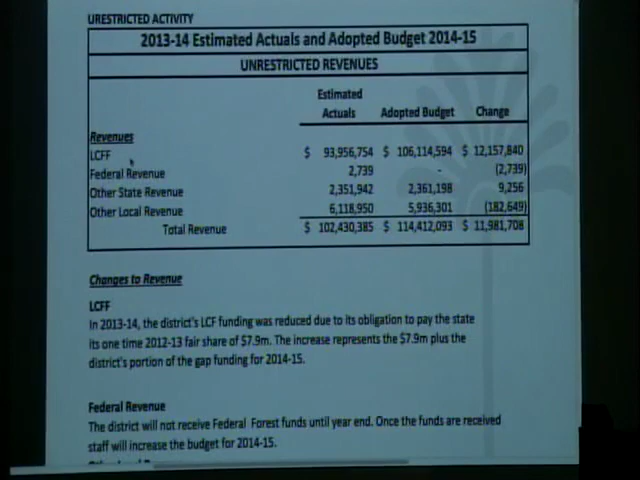 URESTRICTED ACTIVITY
2013-14 Estimated Actuals and Adopted Budget 2014-15
UNRESTRICTED REVENUES
Estimated
Actuals Adopted Budget Change
Revenues
LCFF $ 93,956,754 $ 106,114,594 $ 12,157,840
Federal Revenue 2,739 - (2,739)
Other State Revenue 2,351,942 2,361,198 9,256
Other Local Revenue 6,118,950 5,936,301 (182,649)
Total Revenue $ 102,430,385 $ 114,412,093 $ 11,981,708
Changes to Revenue
LCFF
In 2013-14, the district's LCF funding was reduced due to its obligation to pay the state
its one time 2012-13 fair share of $7.9m. The increase represents the $7.9m plus the
district's portion of the gap funding for 2014-15.
Federal Revenue
The district will not receive Federal Forest funds until year end. Once the funds are received
staff will increase the budget for 2014-15.